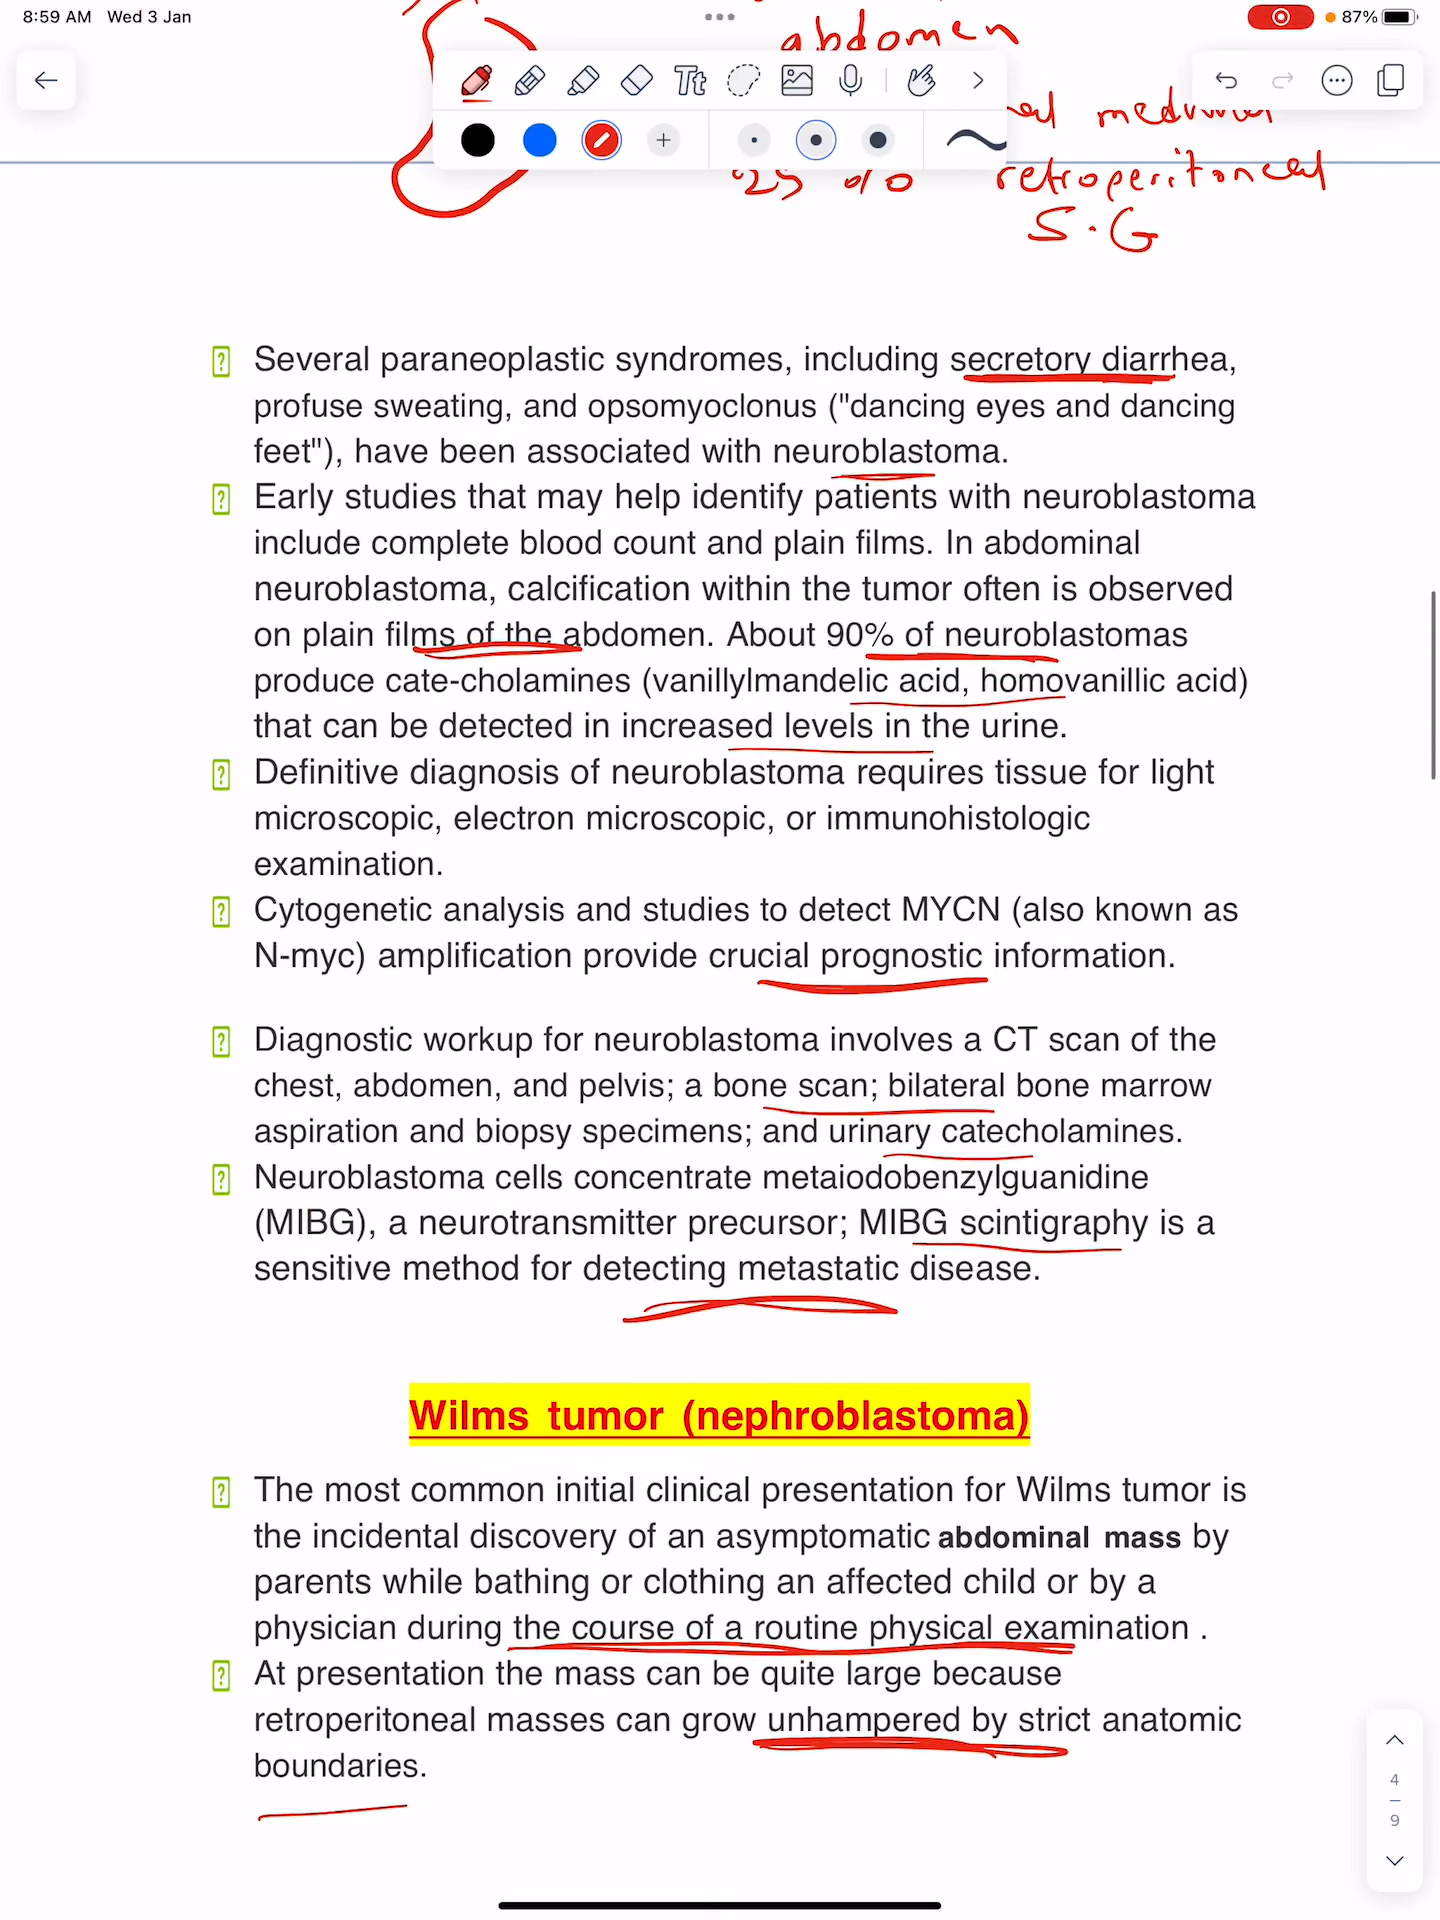 8:59 AM Wed 3 Jan
87%
abdomen
Tt
25 % retroperitoneal
S.G
Several paraneoplastic syndromes, including secretory diarrhea,
profuse sweating, and opsomyoclonus ("dancing eyes and dancing
feet"), have been associated with neuroblastoma.
Early studies that may help identify patients with neuroblastoma
include complete blood count and plain films. In abdominal
neuroblastoma, calcification within the tumor often is observed
on plain films of the abdomen. About 90% of neuroblastomas
produce cate-cholamines (vanillylmandelic acid, homovanillic acid)
that can be detected in increased levels in the urine.
Definitive diagnosis of neuroblastoma requires tissue for light
microscopic, electron microscopic, or immunohistologic
examination.
Cytogenetic analysis and studies to detect MYCN (also known as
N-myc) amplification provide crucial prognostic information.
Diagnostic workup for neuroblastoma involves a CT scan of the
chest, abdomen, and pelvis; a bone scan; bilateral bone marrow
aspiration and biopsy specimens; and urinary catecholamines.
Neuroblastoma cells concentrate metaiodobenzylguanidine
(MIBG), a neurotransmitter precursor; MIBG scintigraphy is a
sensitive method for detecting metastatic disease.
Wilms tumor (nephroblastoma)
The most common initial clinical presentation for Wilms tumor is
the incidental discovery of an asymptomatic abdominal mass by
parents while bathing or clothing an affected child or by a
physician during the course of a routine physical examination .
At presentation the mass can be quite large because
retroperitoneal masses can grow unhampered by strict anatomic
boundaries.
4
9